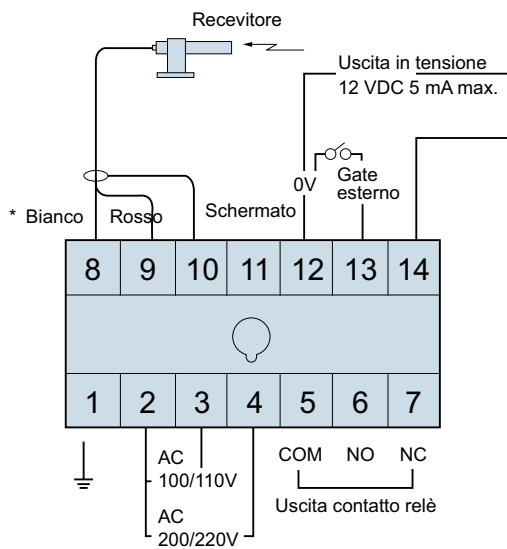 Recevitore
Uscita in tensione
12 VDC 5 mA max.
0V
Gate
esterno
* Bianco Rosso Schermato
8 9 10 11 12 13 14
1 2 3 4 5 6 7
AC
100/110V
AC
200/220V
COM NO NC
Uscita contatto relè